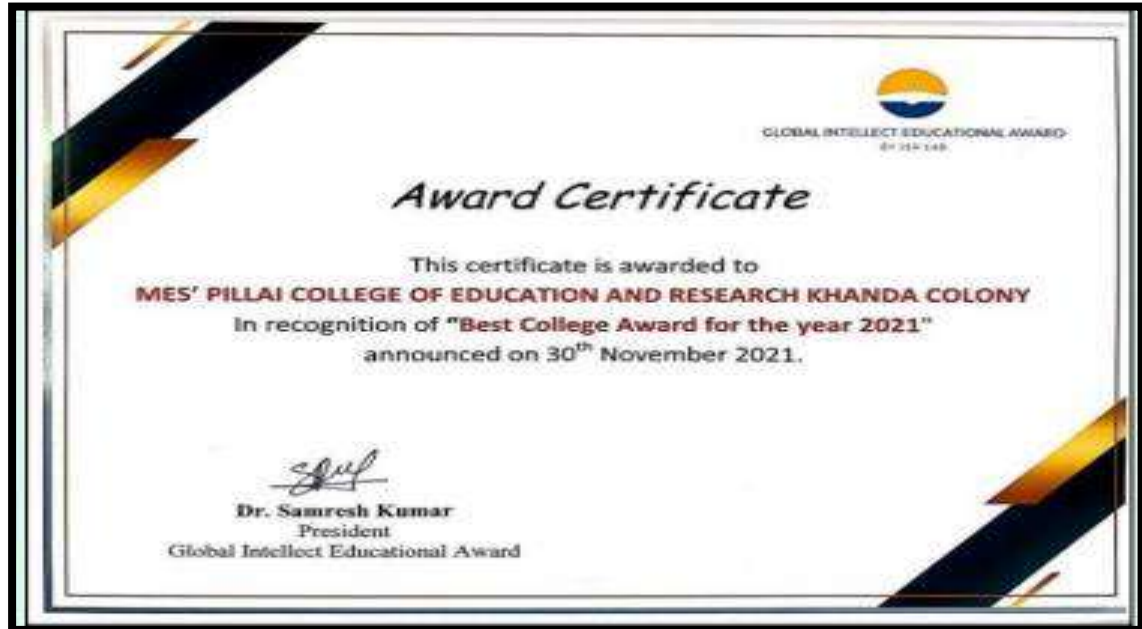 GLOBAL INTELLECT EDUCATIONAL AWARD
Award Certificate
This certificate is awarded to
MES' PILLAI COLLEGE OF EDUCATION AND RESEARCH KHANDA COLONY
In recognition of "Best College Award for the year 2021"
announced on 30th November 2021.
Dr. Samresh Kumar
President
Global Intellect Educational Award